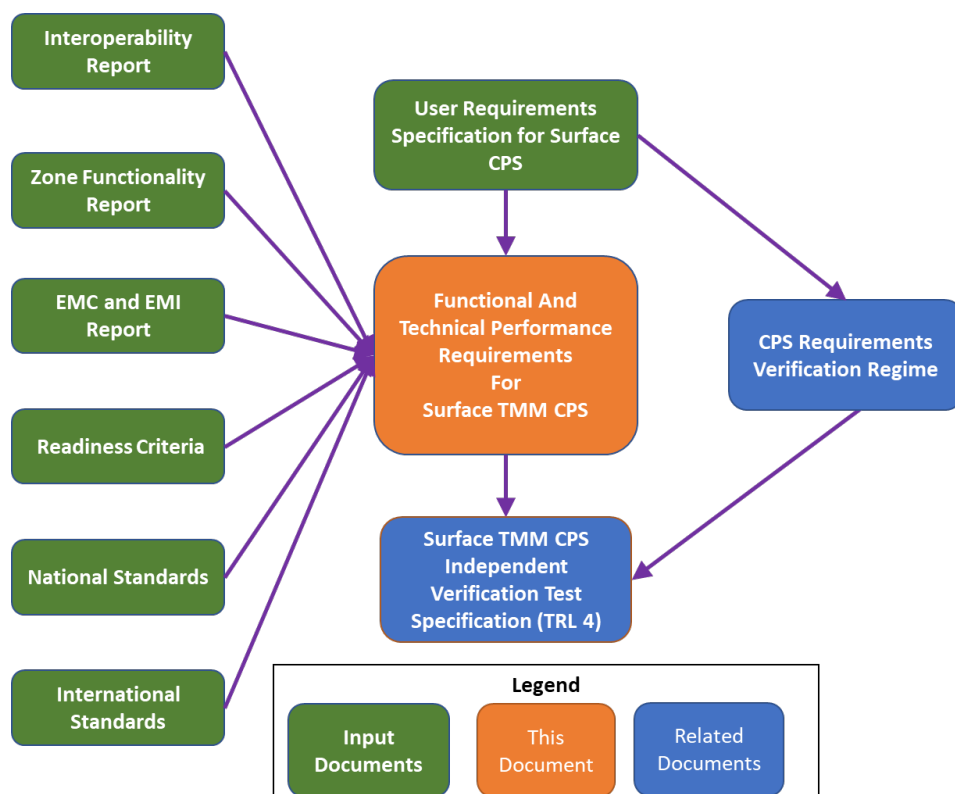 Interoperability
Report
Zone Functionality
Report
EMC and EMI
Report
Readiness Criteria
National Standards
International
Standards
User Requirements
Specification for Surface
CPS
Functional And
Technical Performance
Requirements
For
Surface TMM CPS
Surface TMM CPS
Independent
Verification Test
Specification (TRL 4)
CPS Requirements
Verification Regime
Legend
Input
Documents
This
Document
Related
Documents